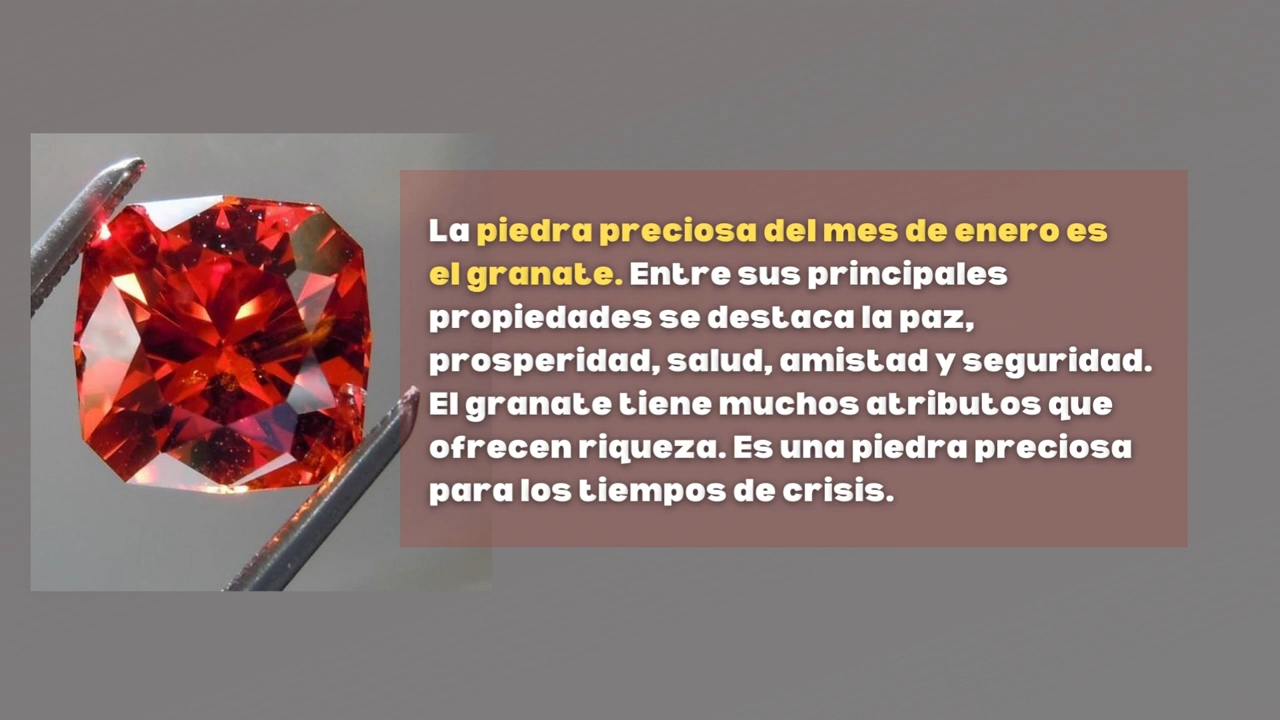 La piedra preciosa del mes de enero es
el granate. Entre sus principales
propiedades se destaca la paz,
prosperidad, salud, amistad y seguridad.
El granate tiene muchos atributos que
ofrecen riqueza. Es una piedra preciosa
para los tiempos de crisis.